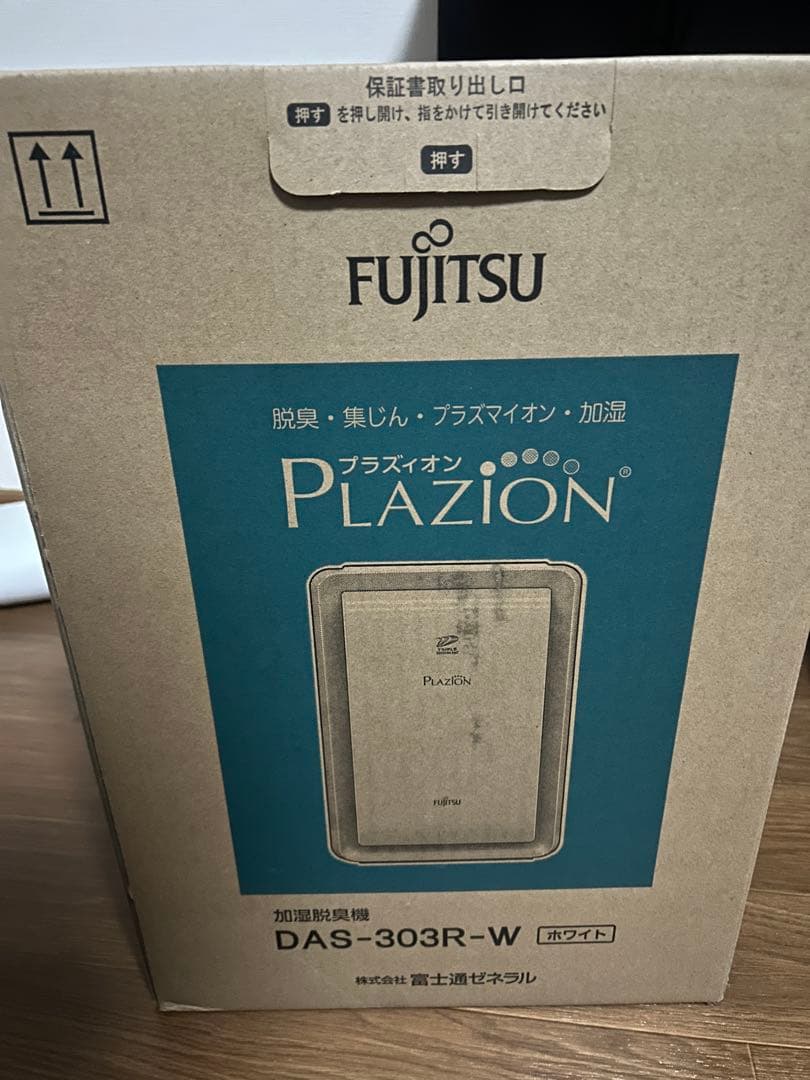 保証書取り出し口
押す を押し開け、指をかけて引き開けてください
押す
FUJITSU
脱臭・集じん・プラズマイオン・加湿
プラズィオン
PLAZION®
PLAZION
FUJITSU
加湿脱臭機
DAS-303R-W ホワイト
株式会社 富士通ゼネラル